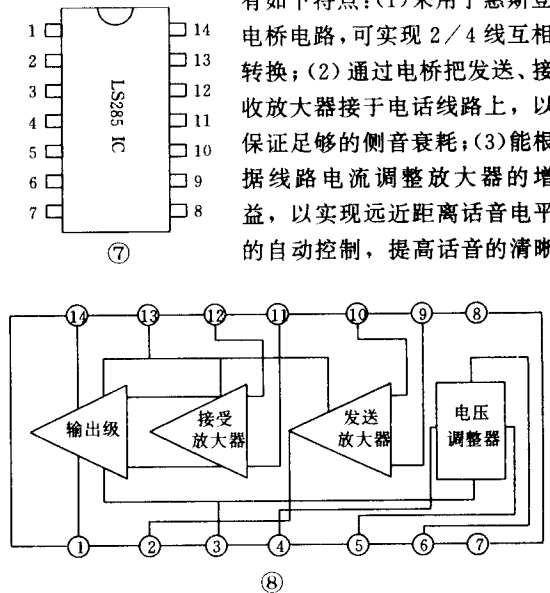 有如下特点:(1)采用了惠斯登
电桥电路,可实现 2/4 线互相
转换;(2)通过电桥把发送、接
收放大器接于电话线路上,以
保证足够的侧音衰耗;(3)能根
据线路电流调整放大器的增
益,以实现远近距离话音电平
的自动控制,提高话音的清晰
1 14
2 13
3 12
4 11
5 10
6 9
7 8
LS285 IC
⑦
⑭ ⑬ ⑫ ⑪ ⑩ ⑨ ⑧
输出级
接受
放大器
发送
放大器
电压
调整器
① ② ③ ④ ⑤ ⑥ ⑦
⑧